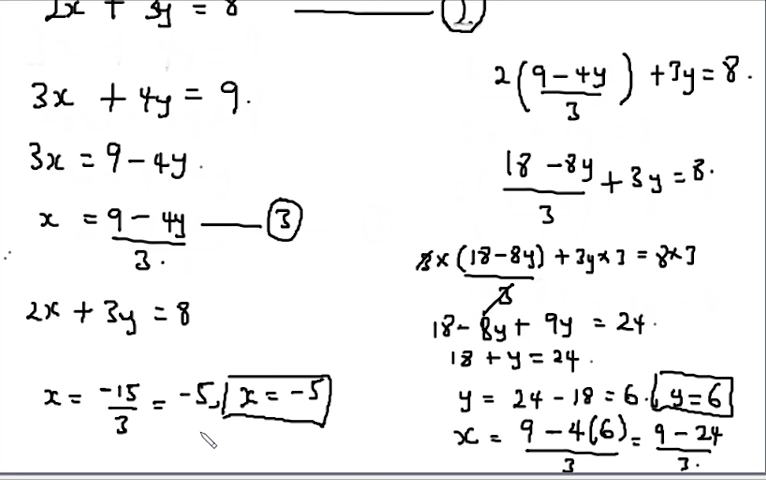 2x + 3y = 8 —— 2
3x + 4y = 9.
3x = 9 - 4y.
x = (9 - 4y)/3. —— 3
2x + 3y = 8
2((9 - 4y)/3) + 3y = 8.
(18 - 8y)/3 + 3y = 8.
3 x (18 - 8y)/3 + 3y x 3 = 8 x 3
18 - 8y + 9y = 24.
18 + y = 24.
y = 24 - 18 = 6. y = 6
x = (9 - 4(6))/3 = (9 - 24)/3.
x = -15/3 = -5, x = -5